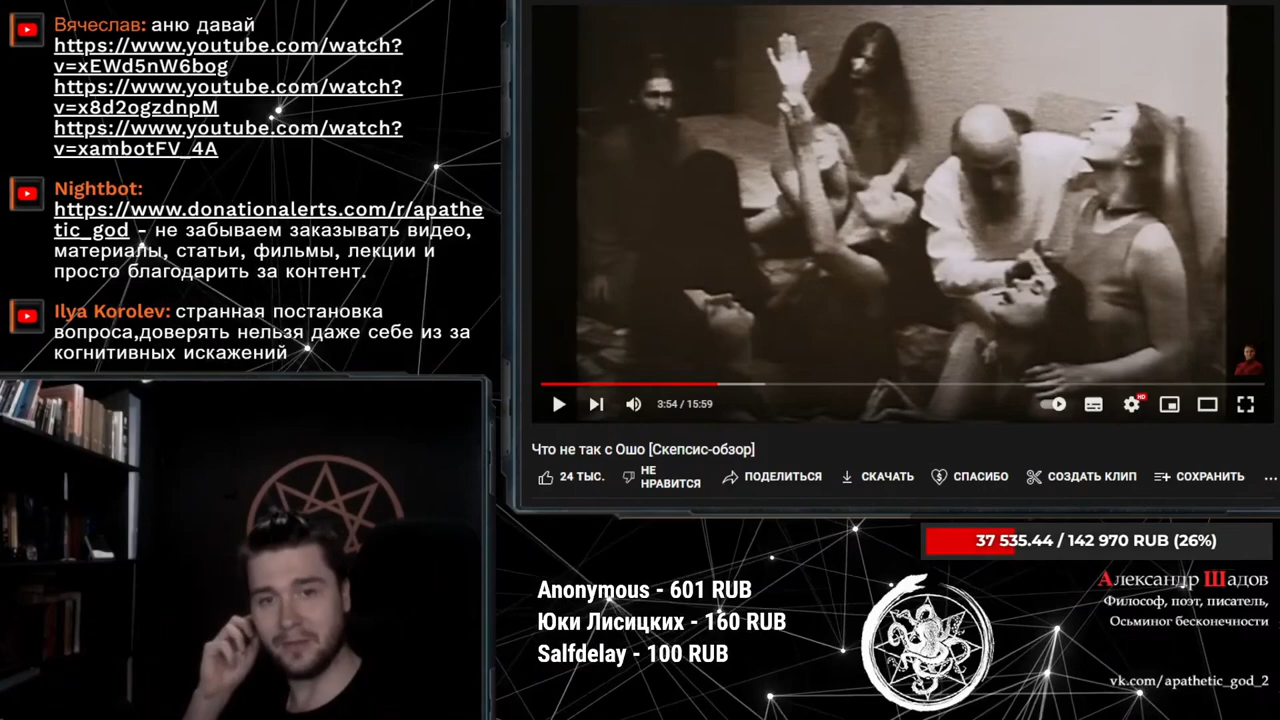 Вячеслав: аню давай
https://www.youtube.com/watch?
v=xEWd5nW6bog
https://www.youtube.com/watch?
v=x8d2ogzdnpM
https://www.youtube.com/watch?
v=xambotFV_4A
Nightbot:
https://www.donationalerts.com/r/apathe
tic_god - не забываем заказывать видео,
материалы, статьи, фильмы, лекции и
просто благодарить за контент.
Ilya Korolev: странная постановка
вопроса,доверять нельзя даже себе из за
когнитивных искажений
3:54 / 15:59
HD
Что не так с Ошо [Скепсис-обзор]
24 ТЫС.
НЕ
НРАВИТСЯ
ПОДЕЛИТЬСЯ
СКАЧАТЬ
СПАСИБО
СОЗДАТЬ КЛИП
СОХРАНИТЬ
...
37 535.44 / 142 970 RUB (26%)
Anonymous - 601 RUB
Юки Лисицких - 160 RUB
Salfdelay - 100 RUB
Александр Шадов
Философ, поэт, писатель,
Осьминог бесконечности
vk.com/apathetic_god_2